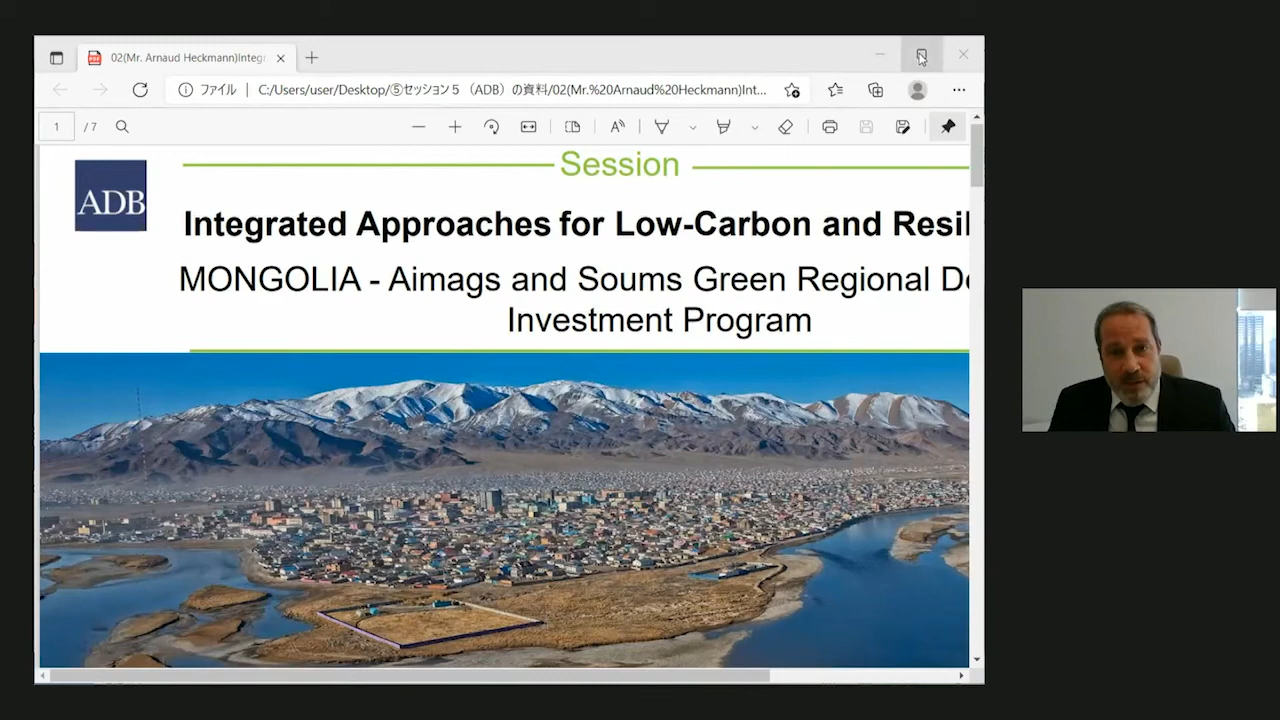 02(Mr. Arnaud Heckmann)Integr
ファイル
C:/Users/user/Desktop/⑤セッション５（ADB）の資料/02(Mr.%20Arnaud%20Heckmann)Int...
1 / 7
ADB
Session
Integrated Approaches for Low-Carbon and Resil
MONGOLIA - Aimags and Soums Green Regional De
Investment Program